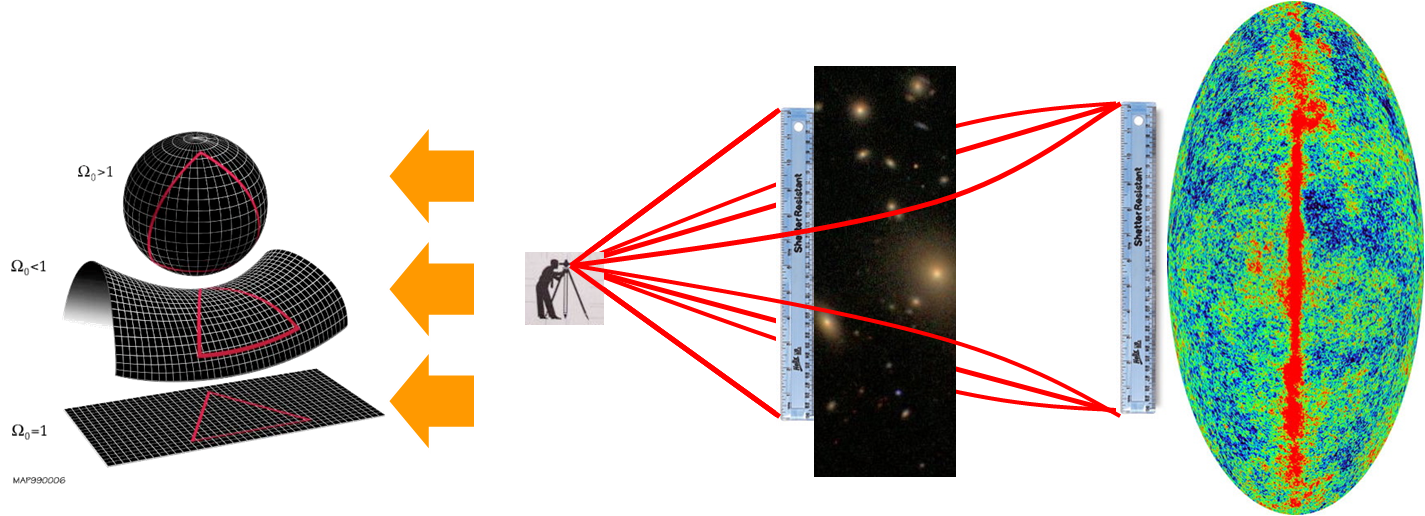 Ω₀>1
Ω₀<1
Ω₀=1
MAP990006
Shatter Resistant
Shatter Resistant